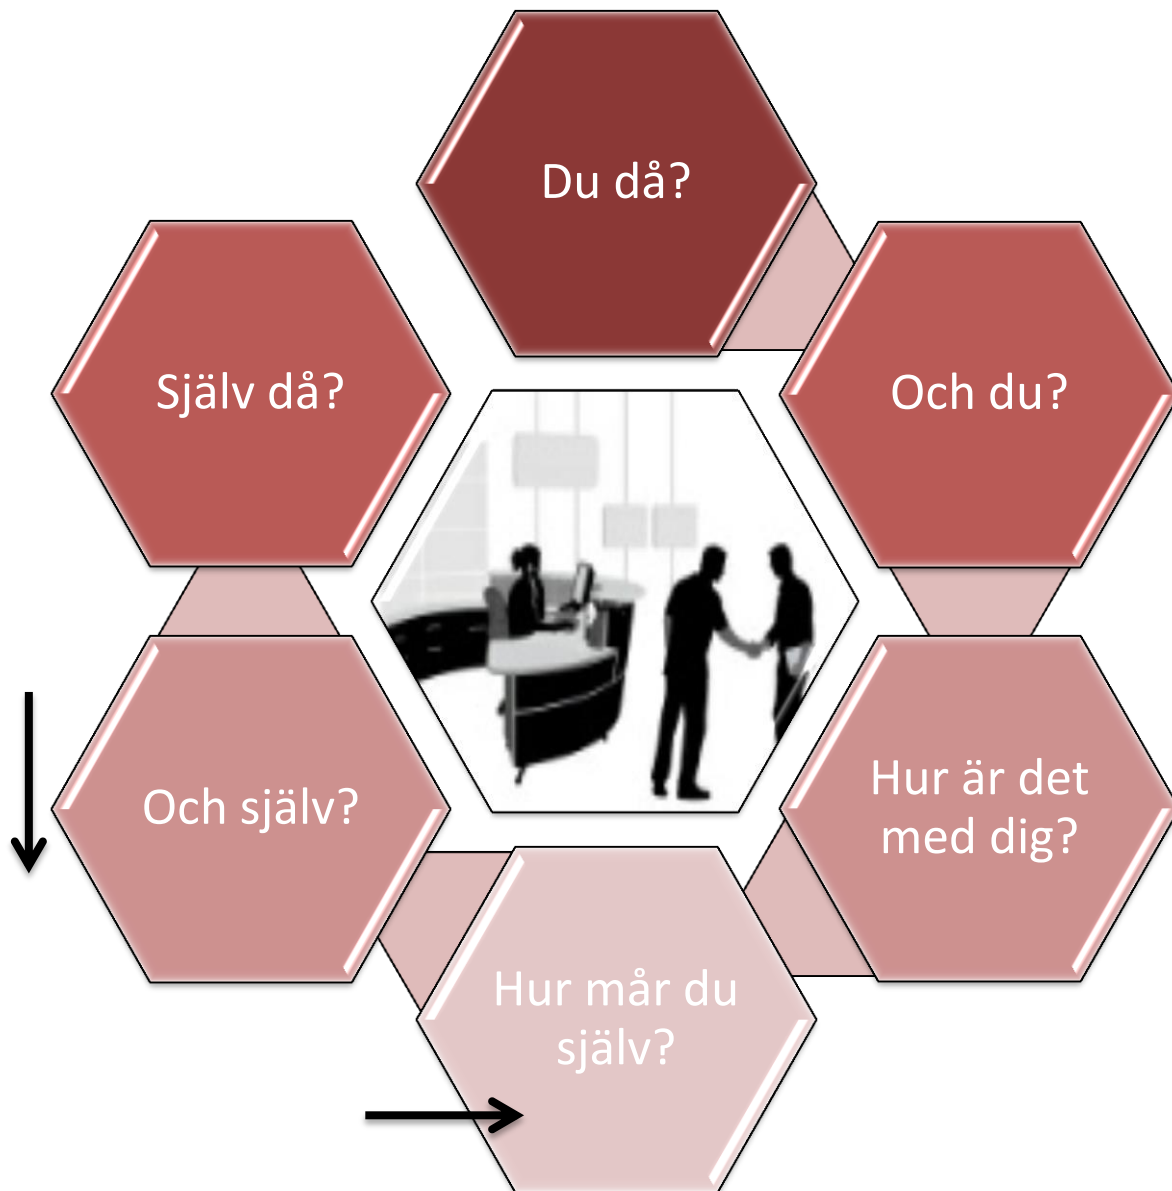 Du då?
Och du?
Hur är det
med dig?
Hur mår du
själv?
Och själv?
Själv då?